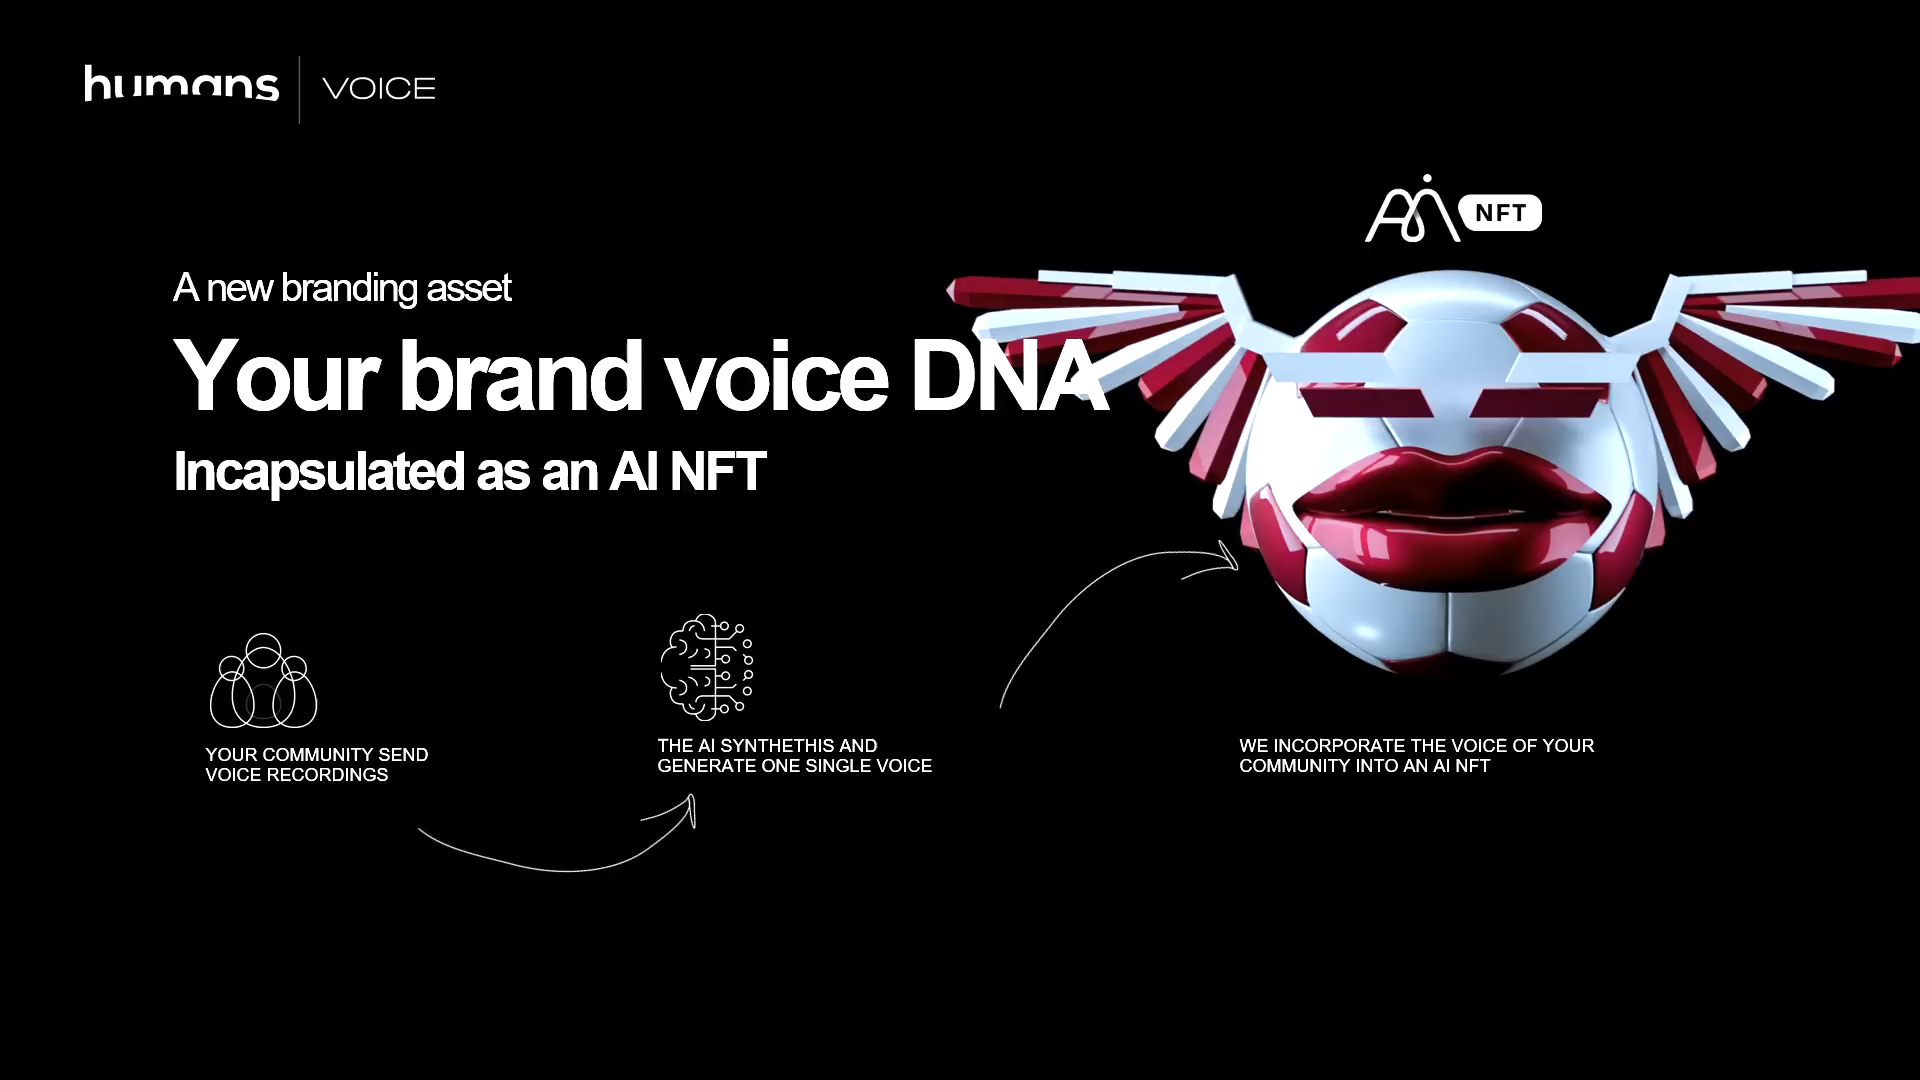 humans | VOICE
AI NFT
A new branding asset
Your brand voice DNA
Incapsulated as an AI NFT
YOUR COMMUNITY SEND
VOICE RECORDINGS
THE AI SYNTHETHIS AND
GENERATE ONE SINGLE VOICE
WE INCORPORATE THE VOICE OF YOUR
COMMUNITY INTO AN AI NFT